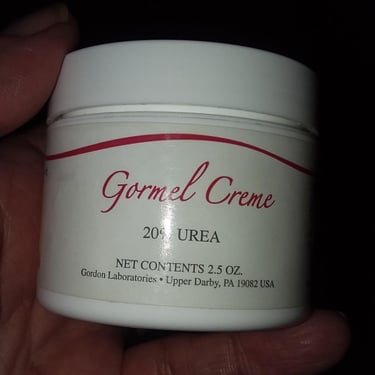 Gormel Creme
20% UREA
NET CONTENTS 2.5 OZ.
Gordon Laboratories • Upper Darby, PA 19082 USA